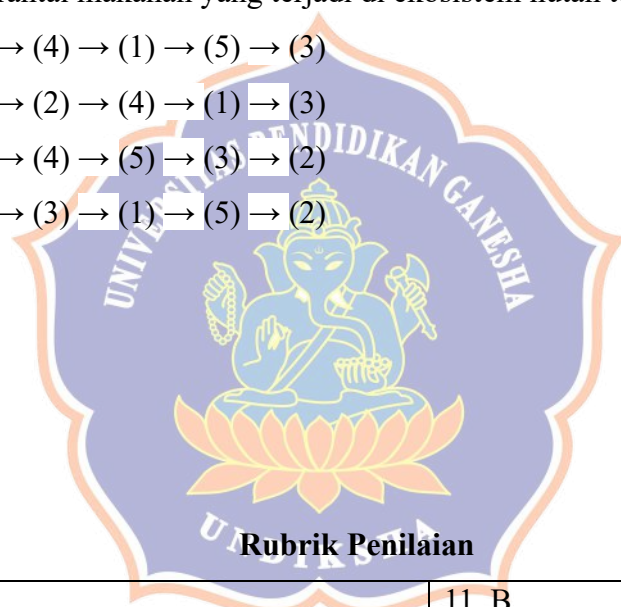 rantai makanan yang terjadi di ekosistem hutan
→ (4) → (1) → (5) → (3)
→ (2) → (4) → (1) → (3)
→ (4) → (5) → (3) → (2)
→ (3) → (1) → (5) → (2)
UNIVERSITAS PENDIDIKAN GANESHA
UNDIKSHA
Rubrik Penilaian
11. B